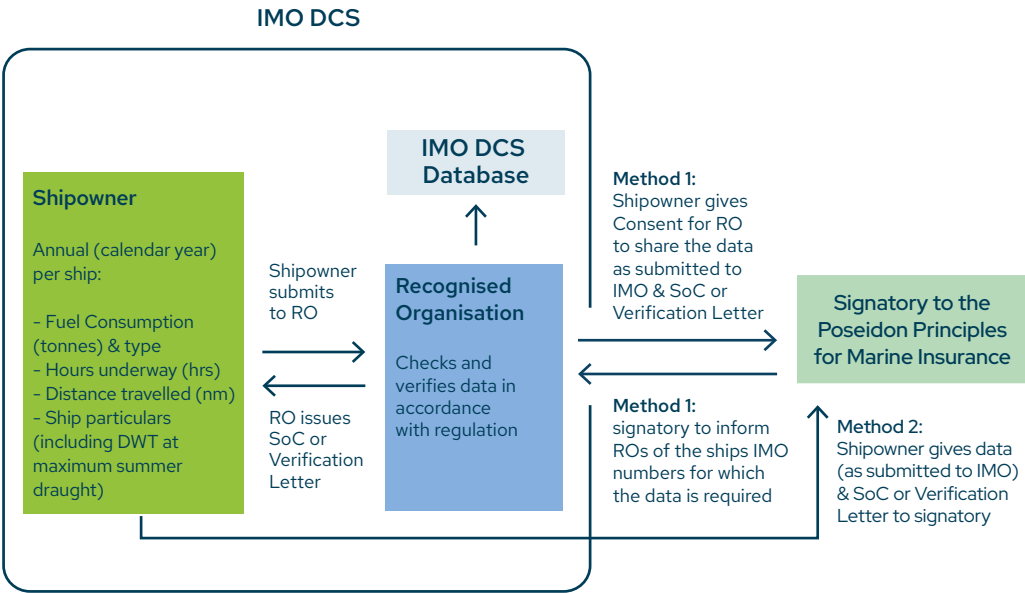 IMO DCS
IMO DCS
Database
Shipowner
Annual (calendar year)
per ship:
- Fuel Consumption
(tonnes) & type
- Hours underway (hrs)
- Distance travelled (nm)
- Ship particulars
(including DWT at
maximum summer
draught)
Shipowner
submits
to RO
RO issues
SoC or
Verification
Letter
Recognised
Organisation
Checks and
verifies data in
accordance
with regulation
Method 1:
Shipowner gives
Consent for RO
to share the data
as submitted to
IMO & SoC or
Verification Letter
Method 1:
signatory to inform
ROs of the ships IMO
numbers for which
the data is required
Signatory to the
Poseidon Principles
for Marine Insurance
Method 2:
Shipowner gives data
(as submitted to IMO)
& SoC or Verification
Letter to signatory